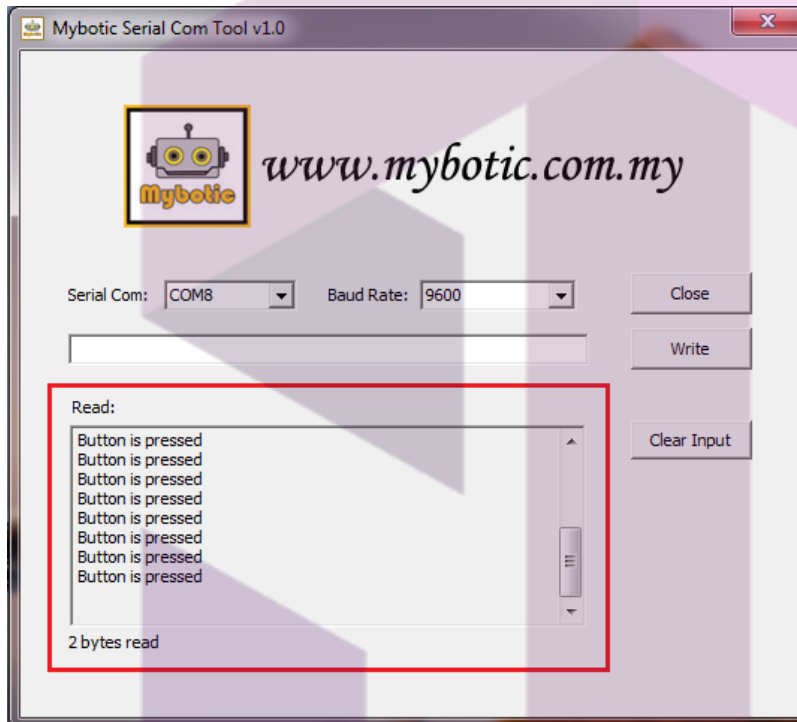 Mybotic Serial Com Tool v1.0
Mybotic
www.mybotic.com.my
Serial Com: COM8 Baud Rate: 9600 Close
Write
Read:
Clear Input
Button is pressed
Button is pressed
Button is pressed
Button is pressed
Button is pressed
Button is pressed
Button is pressed
Button is pressed
2 bytes read